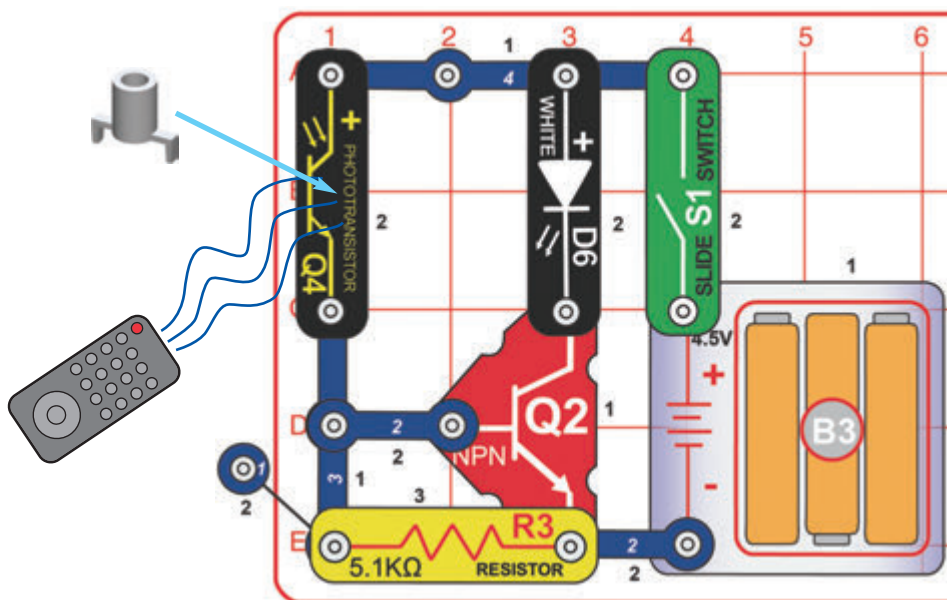 1 2 3 4 5 6
1
A
4
+
PHOTOTRANSISTOR
Q4
2
WHITE
+
D6
2
SLIDE SWITCH
S1
2
B
C
1
4.5V
+
-
B3
D
2
2
NPN
Q2
1
3
1
1
2
3
E
R3
5.1KΩ
RESISTOR
2
2